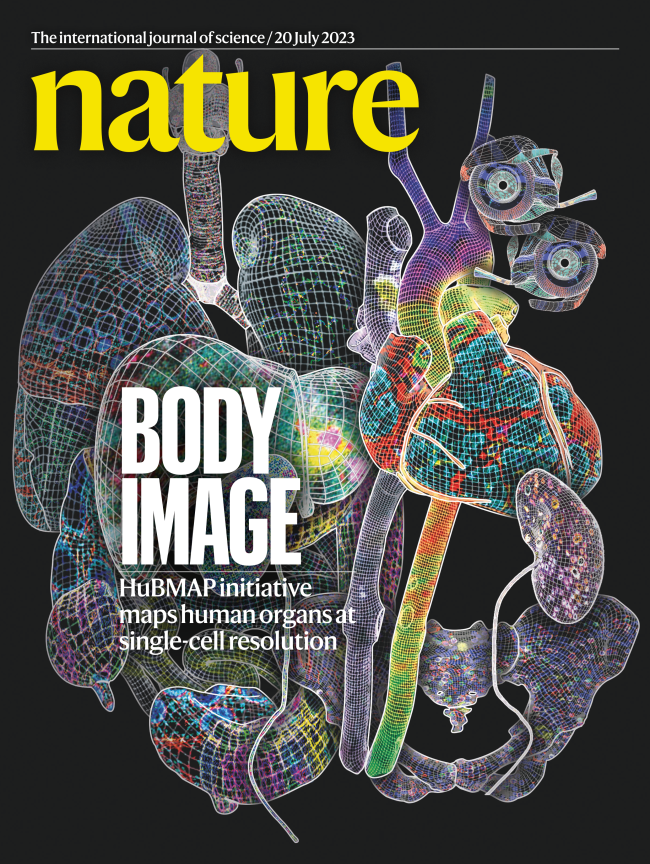 The international journal of science / 20 July 2023
nature
BODY
IMAGE
HuBMAP initiative
maps human organs at
single-cell resolution